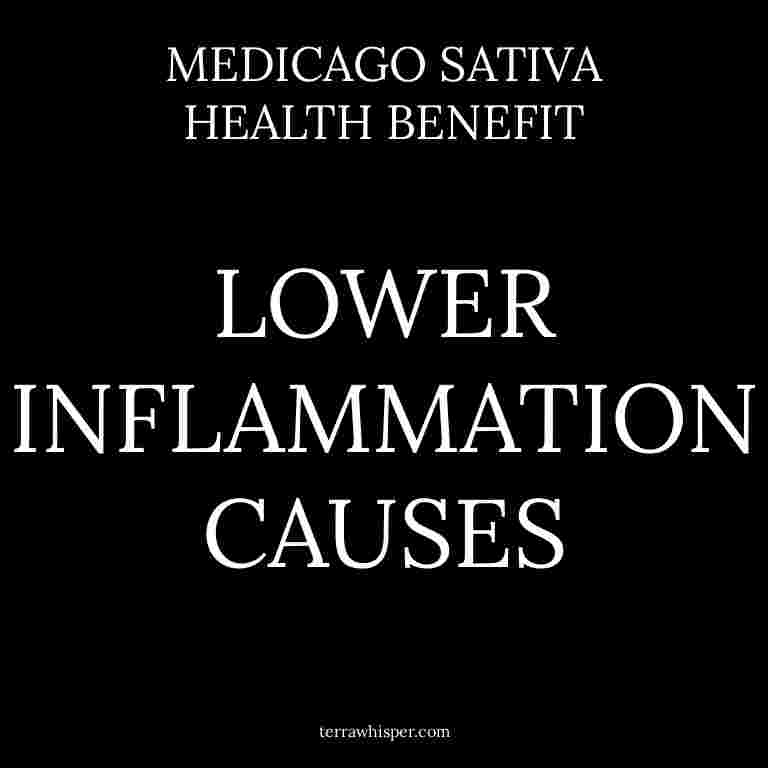 MEDICAGO SATIVA
HEALTH BENEFIT
LOWER
INFLAMMATION
CAUSES
terrawhisper.com